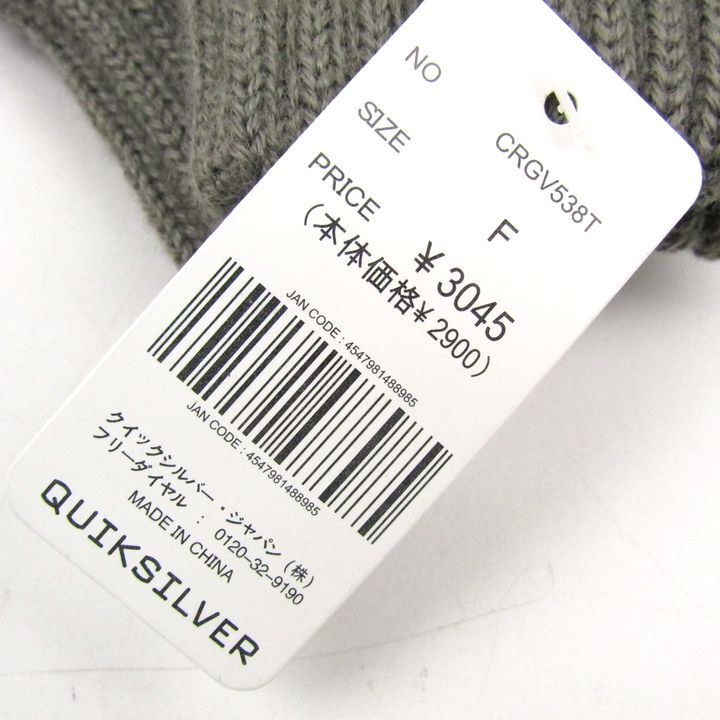 NO CRGV538T
SIZE F
PRICE ¥3045
(本体価格¥2900)
JAN CODE : 4547981488985
JAN CODE : 4547981488985
クイックシルバー・ジャパン(株)
フリーダイヤル : 0120-32-9190
MADE IN CHINA
QUIKSILVER